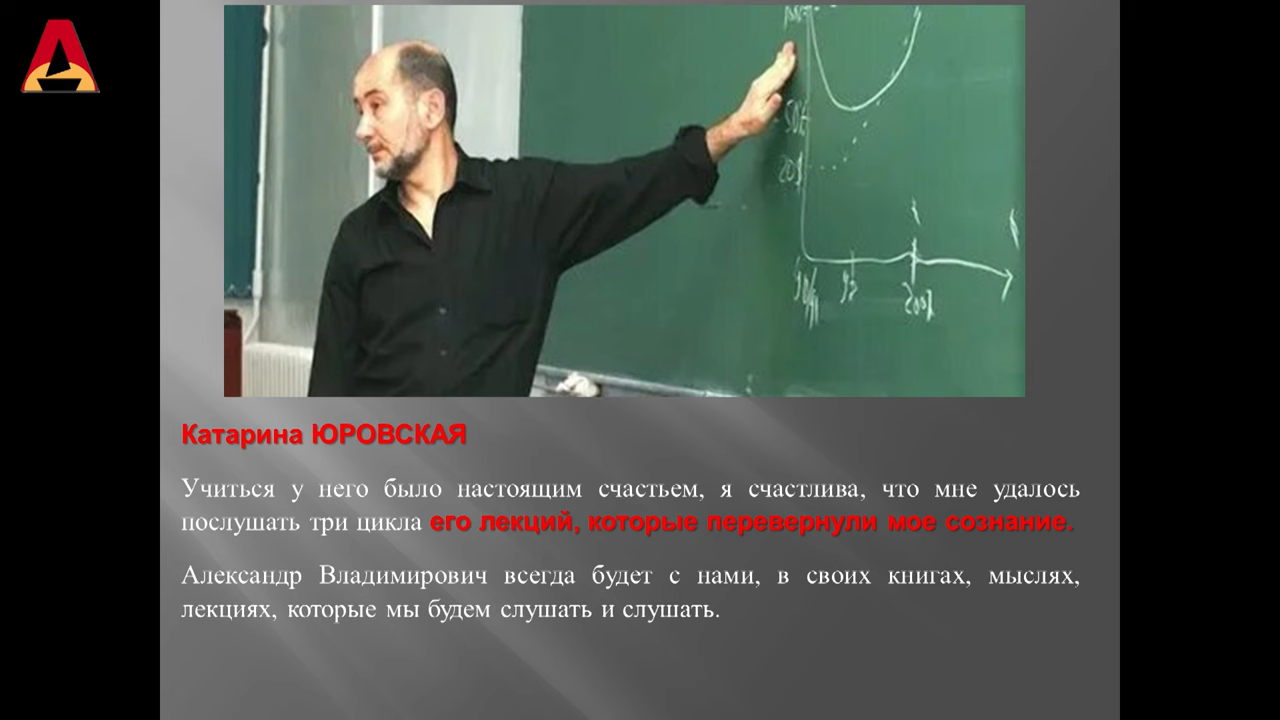 Катарина ЮРОВСКАЯ
Учиться у него было настоящим счастьем, я счастлива, что мне удалось
послушать три цикла его лекций, которые перевернули мое сознание.
Александр Владимирович всегда будет с нами, в своих книгах, мыслях,
лекциях, которые мы будем слушать и слушать.